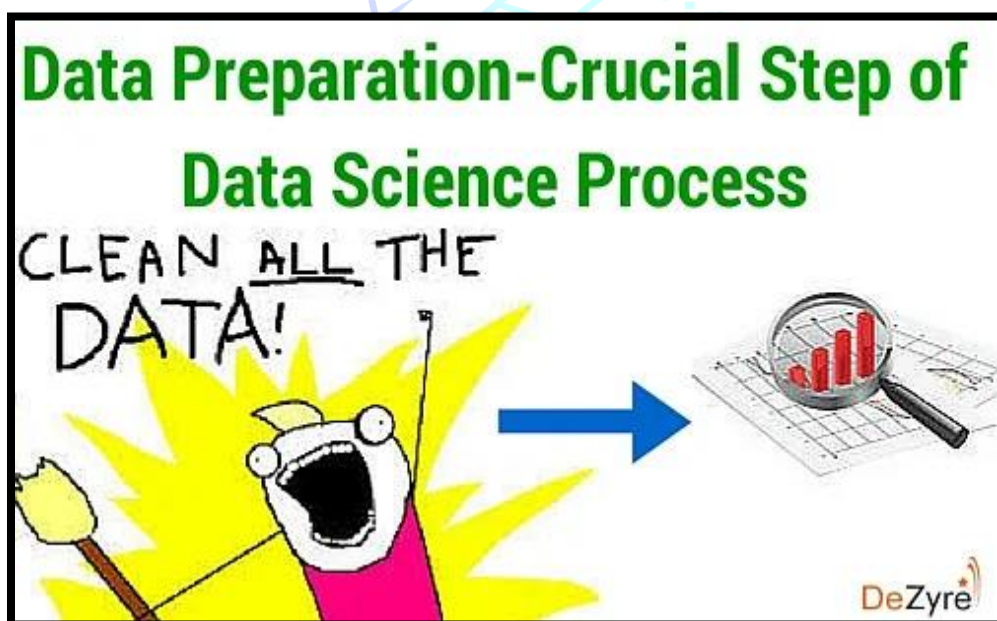 Data Preparation-Crucial Step of
Data Science Process
CLEAN ALL THE
DATA!
DeZyre